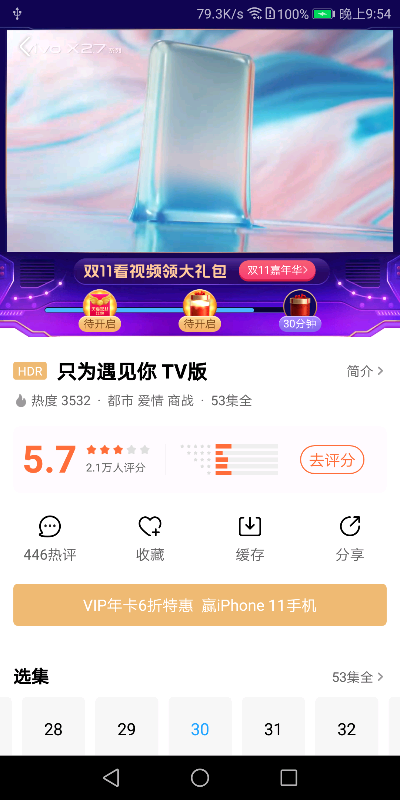 79.3K/s 100% 晚上9:54
vivo X27 系列
双11看视频领大礼包 双11嘉年华>
待开启 待开启 30分钟
HDR 只为遇见你 TV版 简介>
热度 3532 · 都市 爱情 商战 · 53集全
5.7 2.1万人评分 去评分
446热评 收藏 缓存 分享
VIP年卡6折特惠 赢iPhone 11手机
选集 53集全>
28 29 30 31 32